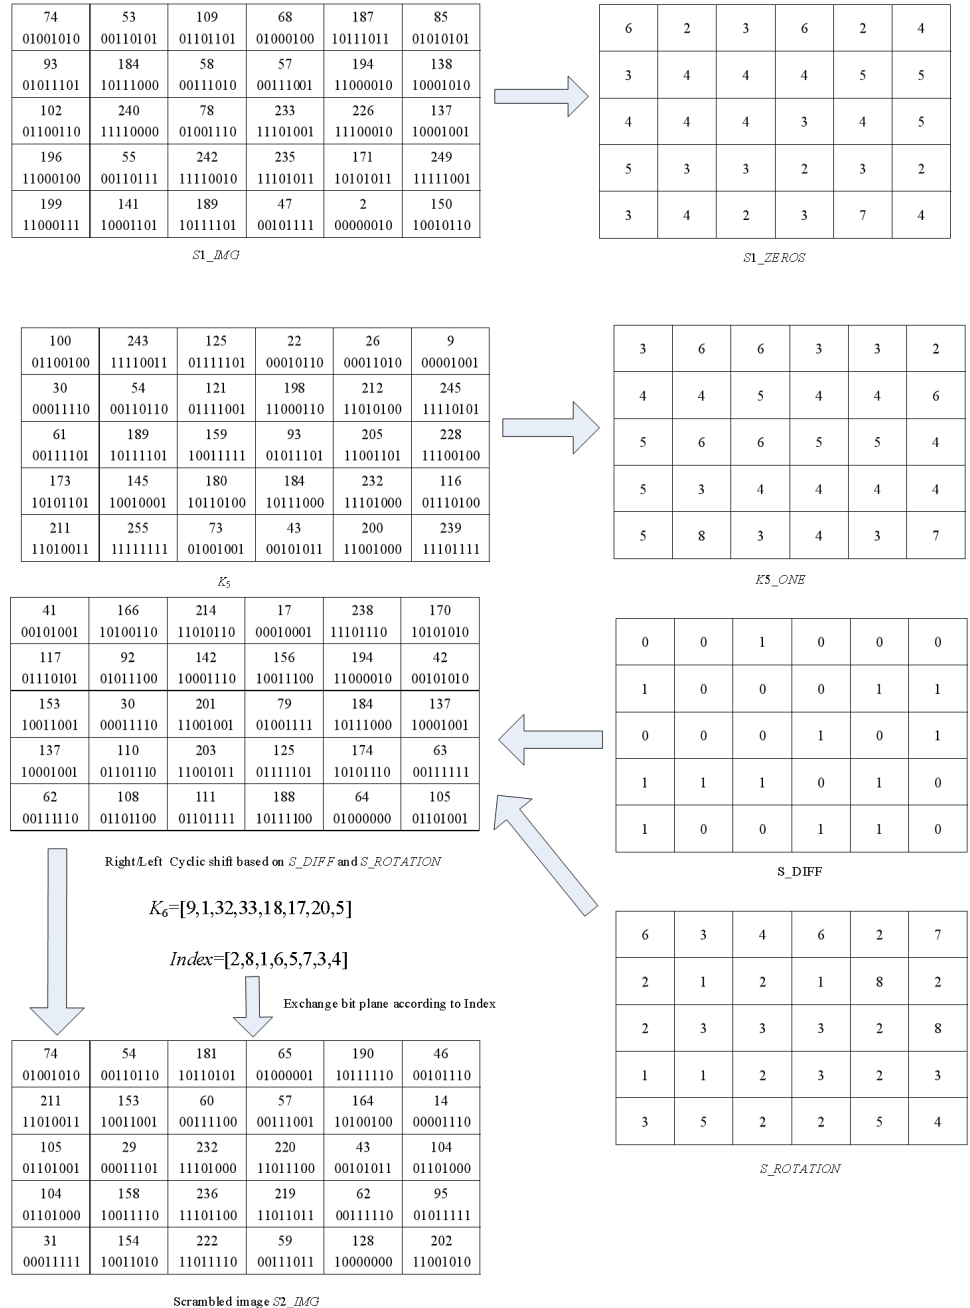 74 53 109 68 187 85
01001010 00110101 01101101 01000100 10111011 01010101
93 184 58 57 194 138
01011101 10111000 00111010 00111001 11000010 10001010
102 240 78 233 226 137
01100110 11110000 01001110 11101001 11100010 10001001
196 55 242 235 171 249
11000100 00110111 11110010 11101011 10101011 11111001
199 141 189 47 2 150
11000111 10001101 10111101 00101111 00000010 10010110
S1_IMG
6 2 3 6 2 4
3 4 4 4 5 5
4 4 4 3 4 5
5 3 3 2 3 2
3 4 2 3 7 4
S1_ZEROS
100 243 125 22 26 9
01100100 11110011 01111101 00010110 00011010 00001001
30 54 121 198 212 245
00011110 00110110 01111001 11000110 11010100 11110101
61 189 159 93 205 228
00111101 10111101 10011111 01011101 11001101 11100100
173 145 180 184 232 116
10101101 10010001 10110100 10111000 11101000 01110100
211 255 73 43 200 239
11010011 11111111 01001001 00101011 11001000 11101111
K5
3 6 6 3 3 2
4 4 5 4 4 6
5 6 6 5 5 4
5 3 4 4 4 4
5 8 3 4 3 7
K5_ONE
41 166 214 17 238 170
00101001 10100110 11010110 00010001 11101110 10101010
117 92 142 156 194 42
01110101 01011100 10001110 10011100 11000010 00101010
153 30 201 79 184 137
10011001 00011110 11001001 01001111 10111000 10001001
137 110 203 125 174 63
10001001 01101110 11001011 01111101 10101110 00111111
62 108 111 188 64 105
00111110 01101100 01101111 10111100 01000000 01101001
Right/Left Cyclic shift based on S_DIFF and S_ROTATION
0 0 1 0 0 0
1 0 0 0 1 1
0 0 0 1 0 1
1 1 1 0 1 0
1 0 0 1 1 0
S_DIFF
K6=[9,1,32,33,18,17,20,5]
Index=[2,8,1,6,5,7,3,4]
Exchange bit plane according to Index
6 3 4 6 2 7
2 1 2 1 8 2
2 3 3 3 2 8
1 1 2 3 2 3
3 5 2 2 5 4
S_ROTATION
74 54 181 65 190 46
01001010 00110110 10110101 01000001 10111110 00101110
211 153 60 57 164 14
11010011 10011001 00111100 00111001 10100100 00001110
105 29 232 220 43 104
01101001 00011101 11101000 11011100 00101011 01101000
104 158 236 219 62 95
01101000 10011110 11101100 11011011 00111110 01011111
31 154 222 59 128 202
00011111 10011010 11011110 00111011 10000000 11001010
Scrambled image S2_IMG